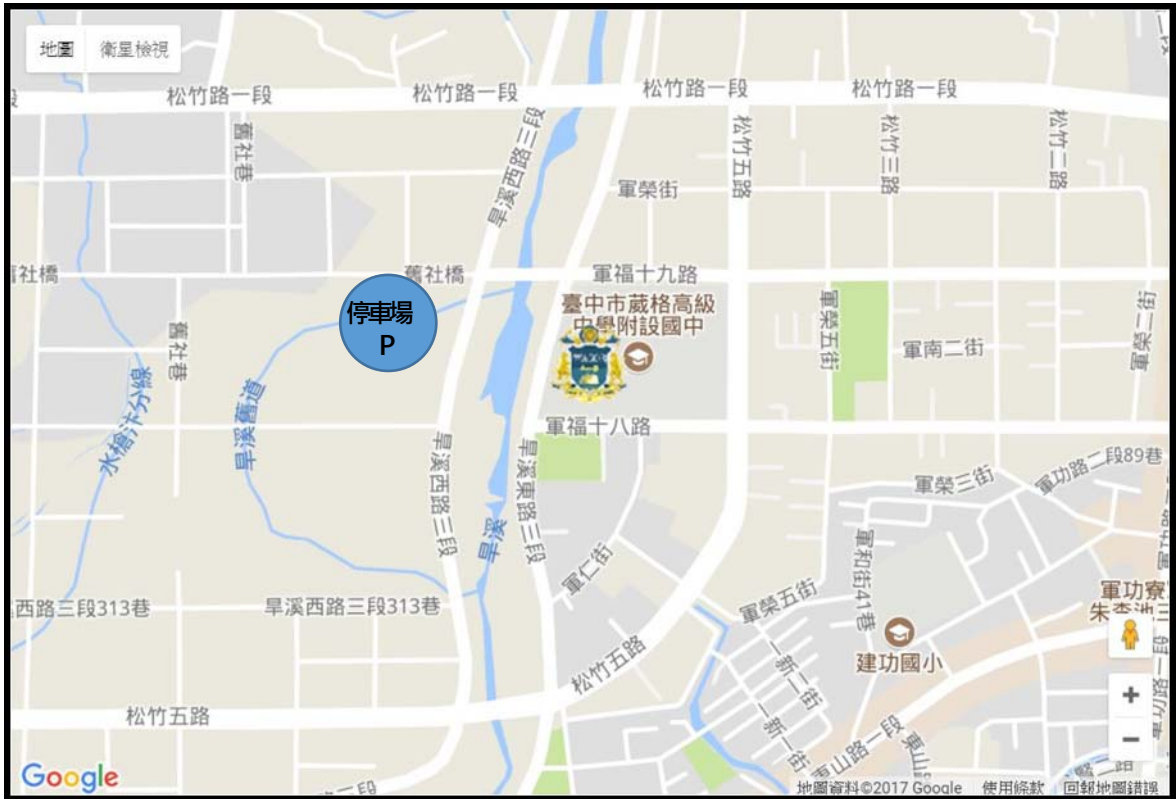 地圖
衛星檢視
松竹路一段
松竹路一段
松竹路一段
松竹路一段
舊社巷
旱溪西路三段
松竹五路
松竹三路
松竹二路
軍榮街
舊社橋
軍福十九路
停車場
P
臺中市葳格高級
中學附設國中
軍榮五街
軍南二街
軍榮二街
舊社巷
水槍汴分線
旱溪舊道
軍福十八路
旱溪西路三段
旱溪東路三段
旱溪
軍榮三街
軍功路二段89巷
軍仁街
軍和街41巷
軍榮五街
西路三段313巷
旱溪西路三段313巷
軍功寮
建功國小
松竹五路
一新二街
一新一街
松竹五路
東山路一段
Google
地圖資料©2017 Google
使用條款
回報地圖錯誤